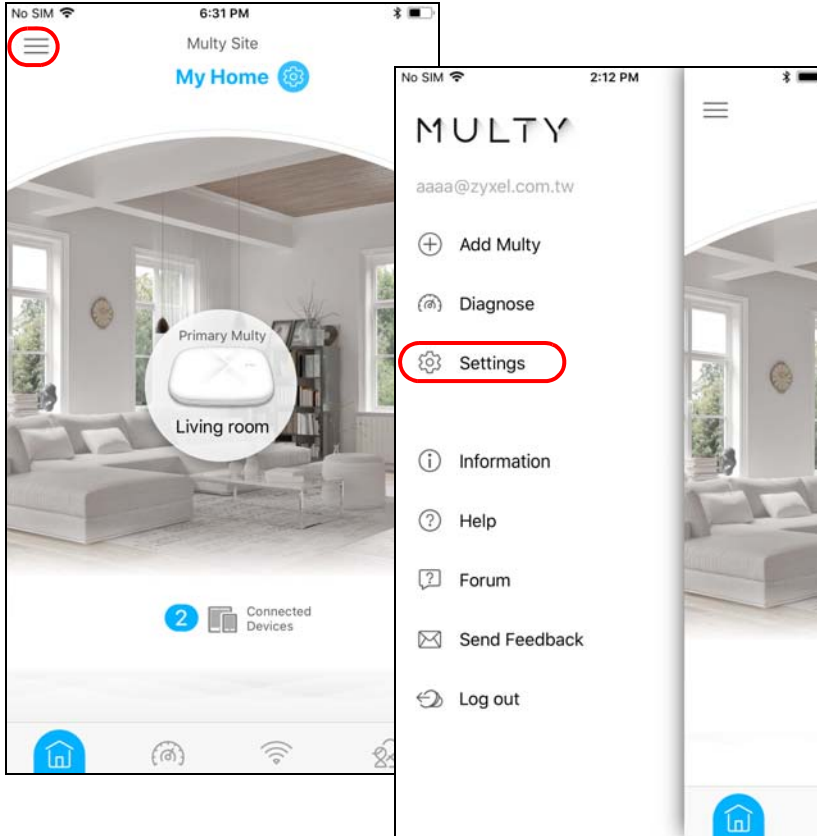 No SIM 6:31 PM
Multy Site
My Home
Primary Multy
Living room
2 Connected
Devices
No SIM 2:12 PM
MULTY
aaaa@zyxel.com.tw
Add Multy
Diagnose
Settings
Information
Help
Forum
Send Feedback
Log out